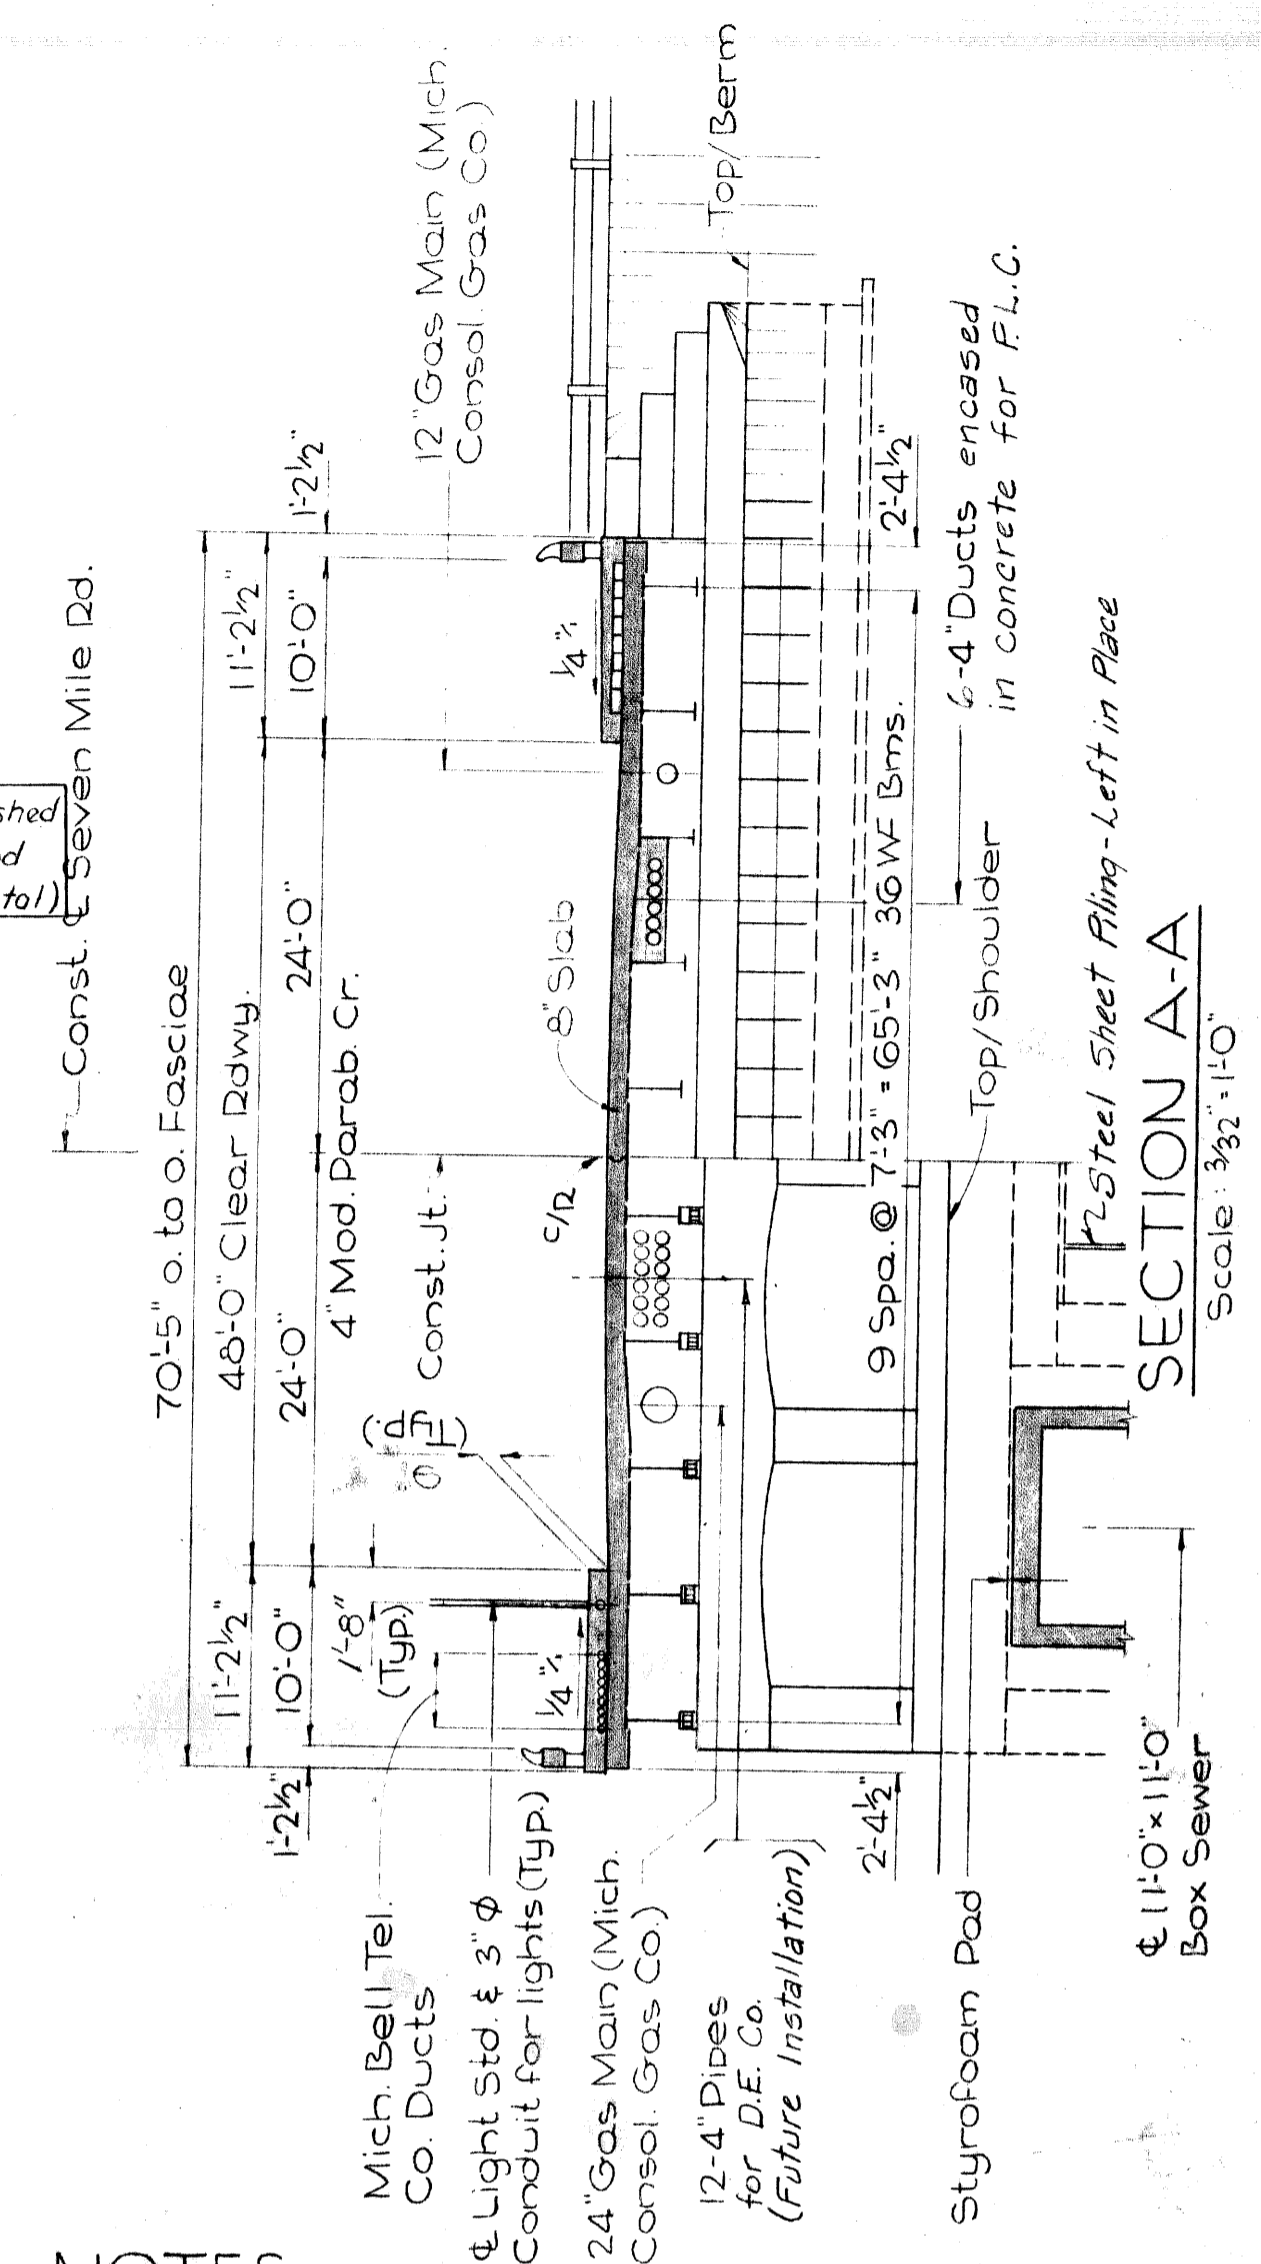 shed
d
tal)
Const. ℄ Seven Mile Rd.
70'-5" o. to o. Fasciae
11'-2½"
48'-0" Clear Rdwy.
11'-2½"
1'-2½"
10'-0"
24'-0"
24'-0"
10'-0"
1'-2½"
1'-8"
(Typ.)
4" Mod. Parab. Cr.
Const. Jt.
12" Gas Main (Mich.
Consol. Gas Co.)
Mich. Bell Tel.
Co. Ducts
℄ Light Std. & 3" ϕ
Conduit for lights (Typ.)
¼"/'
C/R
8" Slab
¼"/'
24" Gas Main (Mich.
Consol. Gas Co.)
12-4" Pipes
for D.E. Co.
(Future Installation)
Top/Berm
2'-4½"
9 Spa. @ 7'-3" = 65'-3" 36 WF Bms.
2'-4½"
6-4" Ducts encased
in concrete for F.L.C.
Top/Shoulder
Styrofoam Pad
Steel Sheet Piling-Left in Place
℄ 11'-0" x 11'-0"
Box Sewer
SECTION A-A
Scale: 3/32" = 1'-0"
NOTES